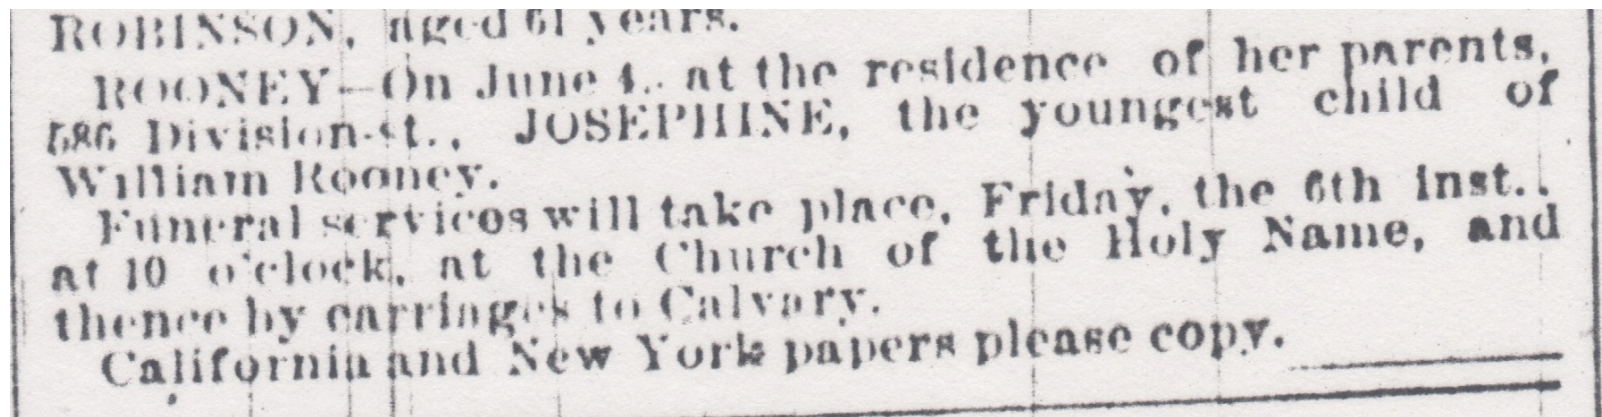 ROBINSON, aged 61 years.
ROONEY—On June 4., at the residence of her parents,
586 Division-st., JOSEPHINE, the youngest child of
William Rooney.
Funeral services will take place, Friday, the 6th inst.,
at 10 o'clock, at the Church of the Holy Name, and
thence by carriages to Calvary.
California and New York papers please copy.